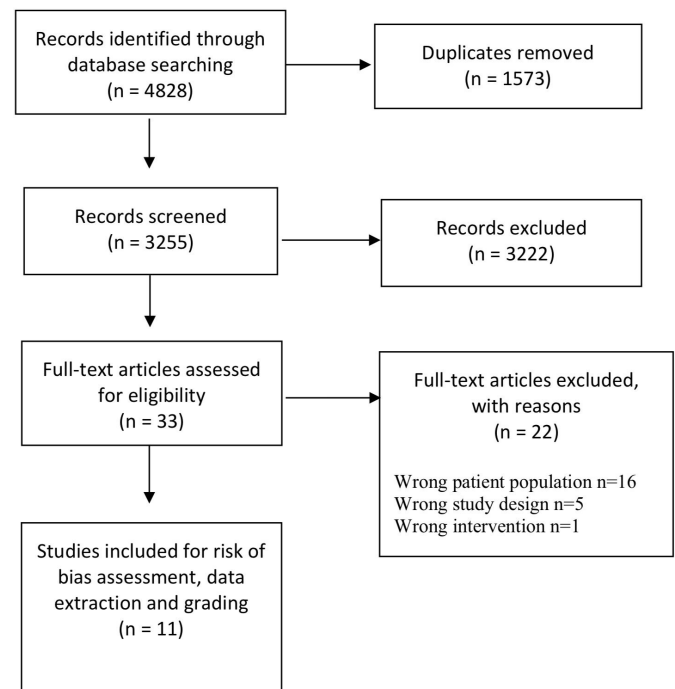 Records identified through
database searching
(n = 4828)
Duplicates removed
(n = 1573)
Records screened
(n = 3255)
Records excluded
(n = 3222)
Full-text articles assessed
for eligibility
(n = 33)
Full-text articles excluded,
with reasons
(n = 22)
Wrong patient population n=16
Wrong study design n=5
Wrong intervention n=1
Studies included for risk of
bias assessment, data
extraction and grading
(n = 11)